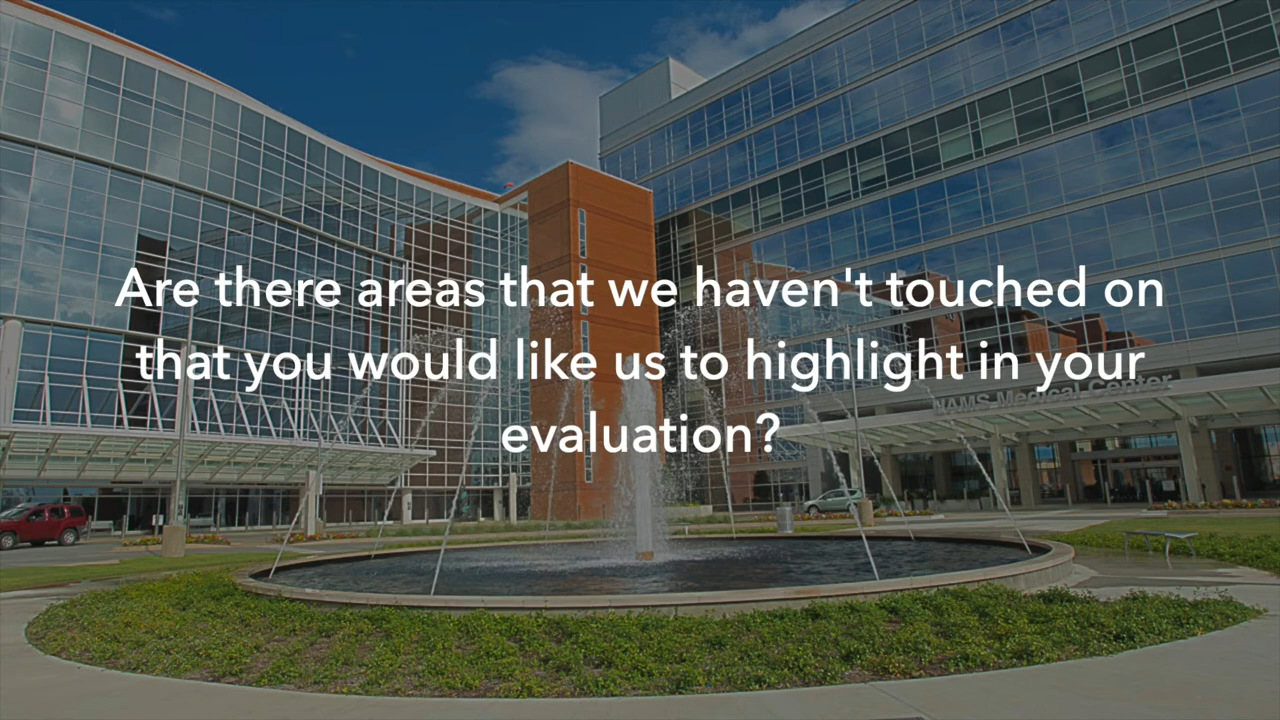 Are there areas that we haven't touched on
that you would like us to highlight in your
evaluation?
UAMS Medical Center